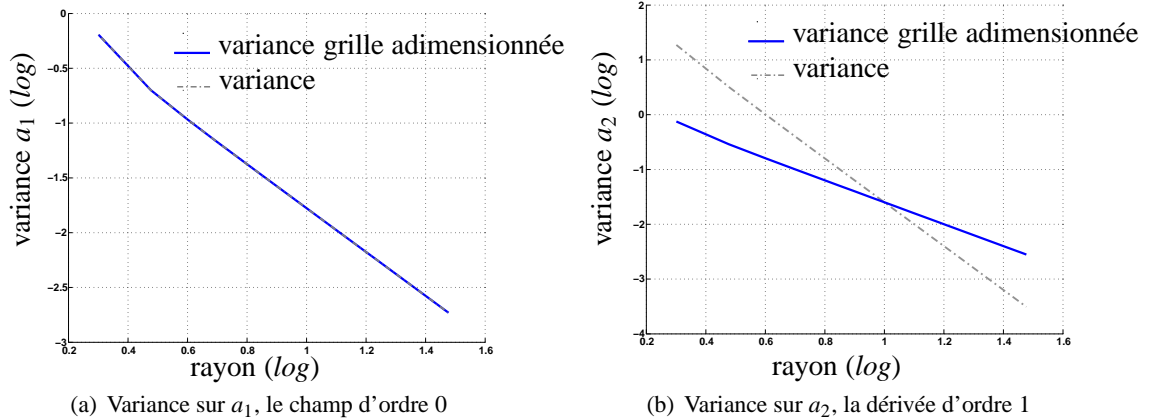 0
−0.5
−1
−1.5
−2
−2.5
−3
0.2 0.4 0.6 0.8 1 1.2 1.4 1.6
variance a1 (log)
rayon (log)
variance grille adimensionnée
variance
(a) Variance sur a1, le champ d'ordre 0
2
1
0
−1
−2
−3
−4
0.2 0.4 0.6 0.8 1 1.2 1.4 1.6
variance a2 (log)
rayon (log)
variance grille adimensionnée
variance
(b) Variance sur a2, la dérivée d'ordre 1